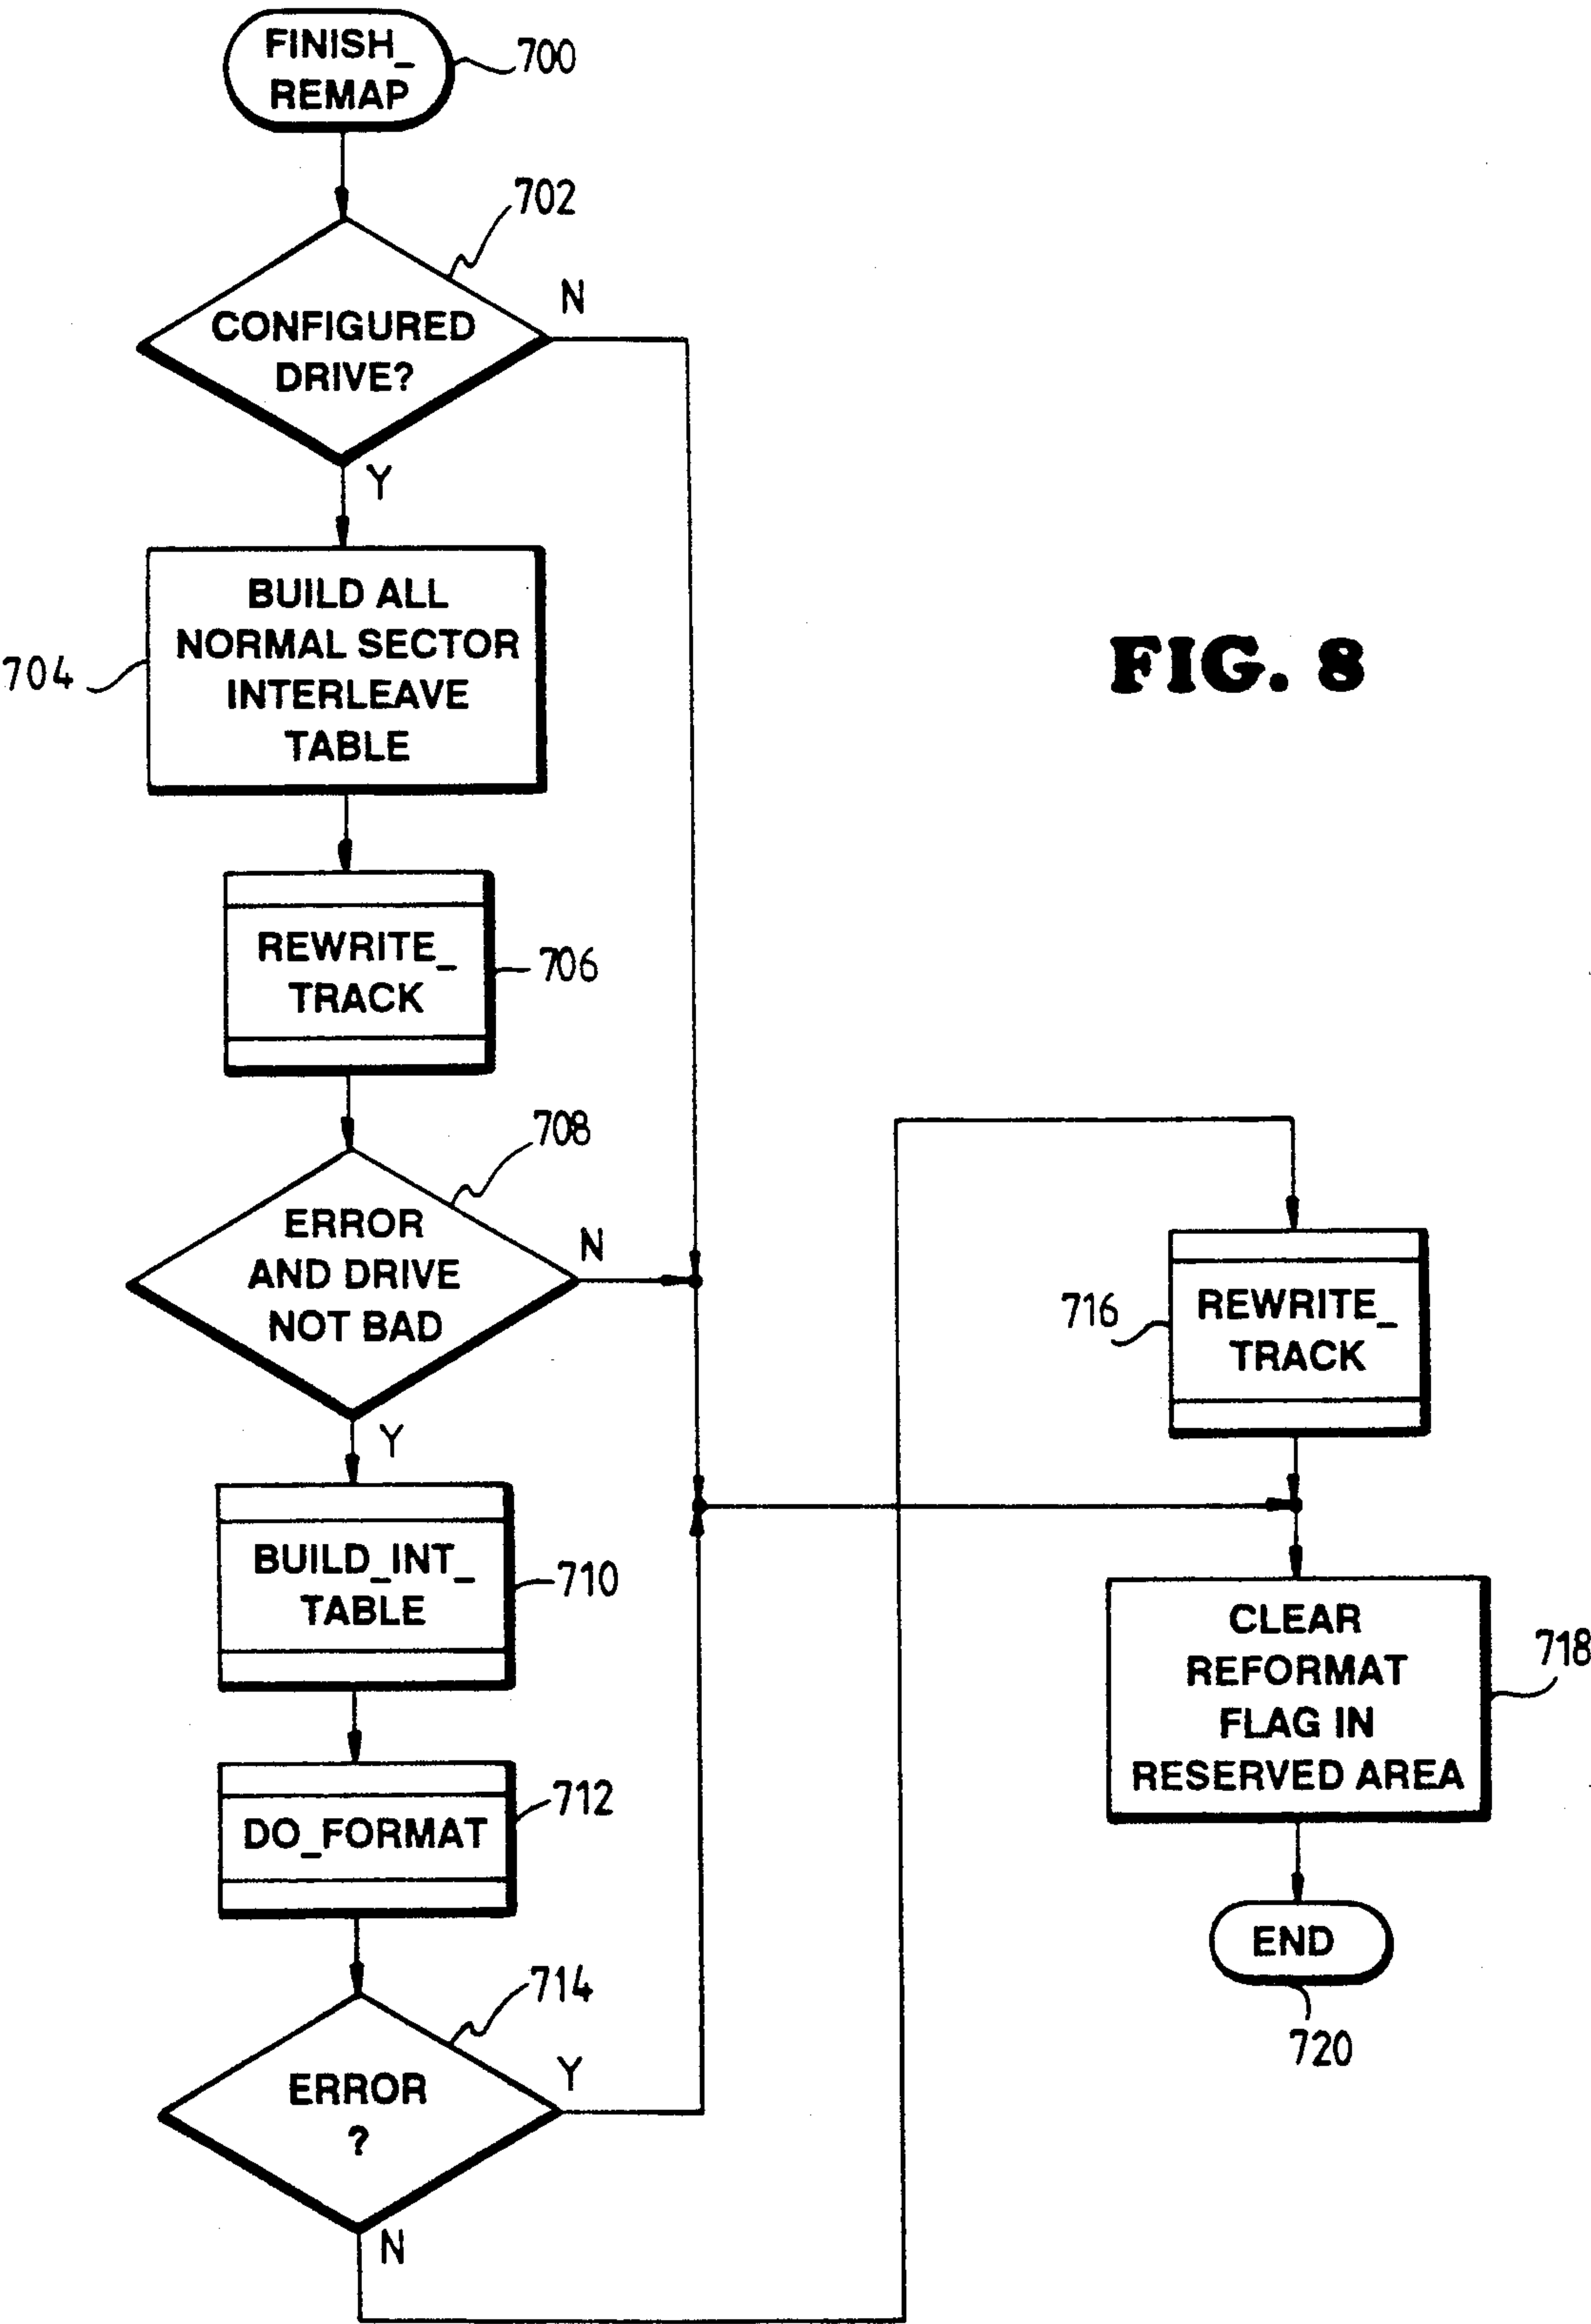 FINISH_
REMAP
700
702
CONFIGURED
DRIVE?
N
Y
BUILD ALL
NORMAL SECTOR
INTERLEAVE
TABLE
704
FIG. 8
REWRITE_
TRACK
706
708
ERROR
AND DRIVE
NOT BAD
N
Y
BUILD_INT_
TABLE
710
DO_FORMAT
712
714
ERROR
?
Y
N
716
REWRITE_
TRACK
CLEAR
REFORMAT
FLAG IN
RESERVED AREA
718
END
720